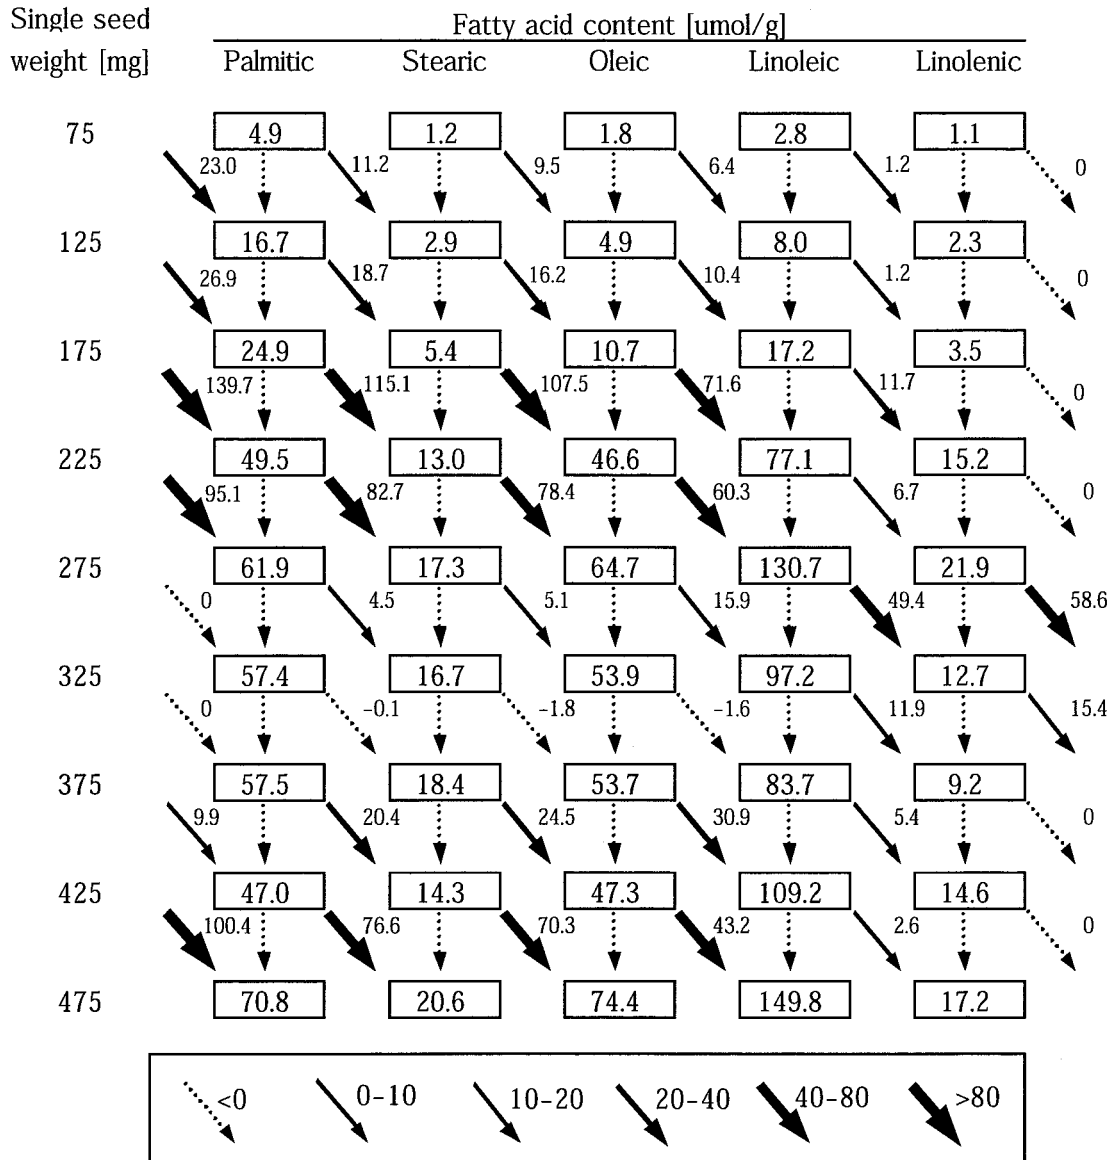 Single seed Fatty acid content [umol/g]
weight [mg] Palmitic Stearic Oleic Linoleic Linolenic
75 4.9 1.2 1.8 2.8 1.1
23.0 11.2 9.5 6.4 1.2 0
125 16.7 2.9 4.9 8.0 2.3
26.9 18.7 16.2 10.4 1.2 0
175 24.9 5.4 10.7 17.2 3.5
139.7 115.1 107.5 71.6 11.7 0
225 49.5 13.0 46.6 77.1 15.2
95.1 82.7 78.4 60.3 6.7 0
275 61.9 17.3 64.7 130.7 21.9
0 4.5 5.1 15.9 49.4 58.6
325 57.4 16.7 53.9 97.2 12.7
0 -0.1 -1.8 -1.6 11.9 15.4
375 57.5 18.4 53.7 83.7 9.2
9.9 20.4 24.5 30.9 5.4 0
425 47.0 14.3 47.3 109.2 14.6
100.4 76.6 70.3 43.2 2.6 0
475 70.8 20.6 74.4 149.8 17.2
<0 0-10 10-20 20-40 40-80 >80